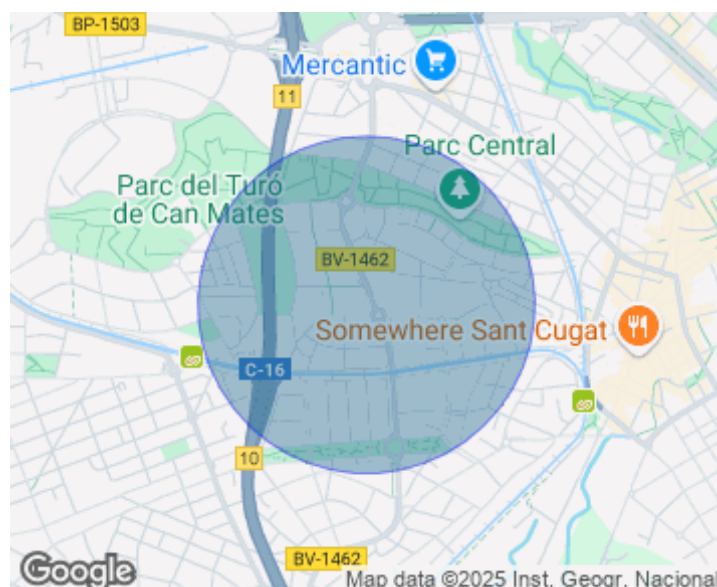 BP-1503
Mercantic
11
Parc Central
Parc del Turó
de Can Mates
BV-1462
Somewhere Sant Cugat
C-16
10
BV-1462
Google
Map data ©2025 Inst. Geogr. Nacional